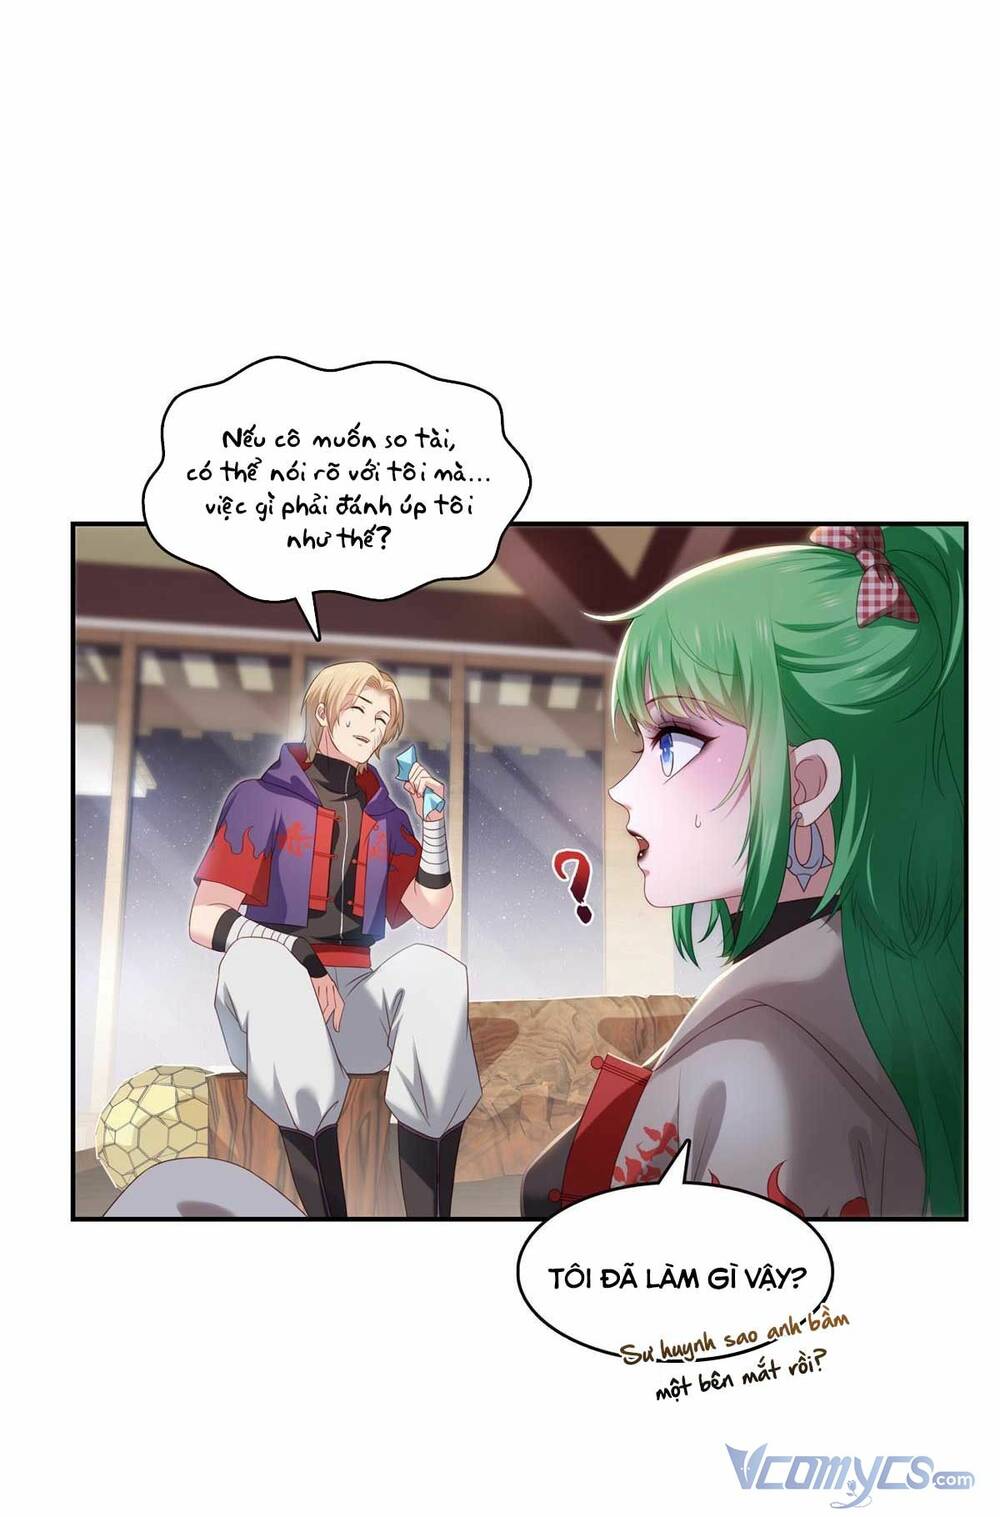 Nếu cô muốn so tài,
có thể nói rõ với tôi mà...
việc gì phải đánh úp tôi
như thế?
?
TÔI ĐÃ LÀM GÌ VẬY?
Sư huynh sao anh bầm
một bên mắt rồi?
VCOMYCS.com